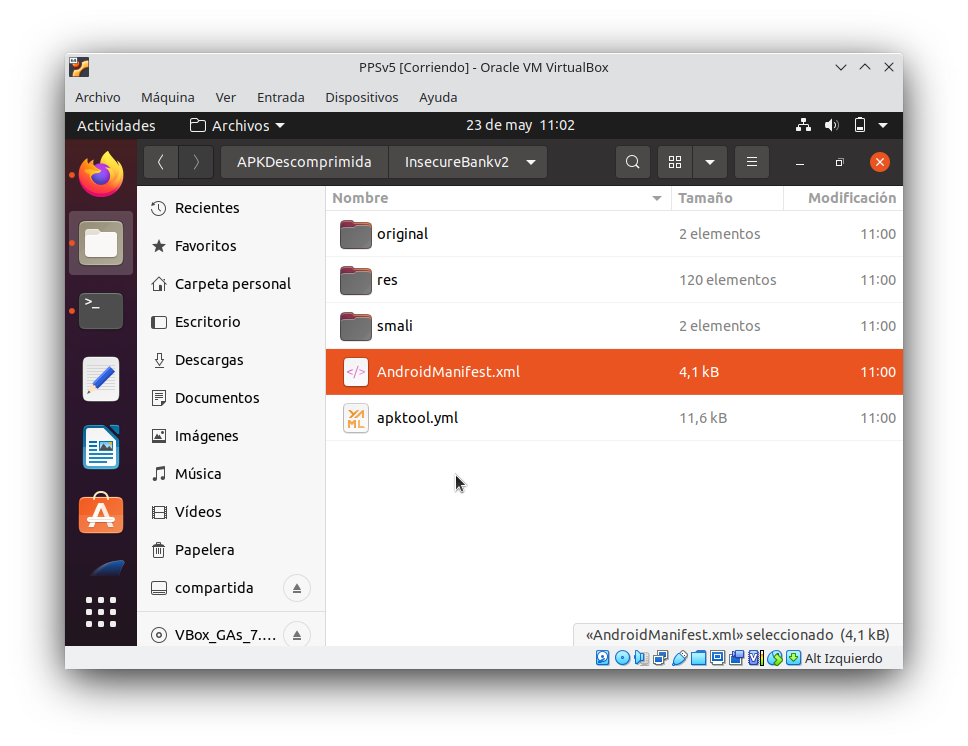 PPSv5 [Corriendo] - Oracle VM VirtualBox
Archivo Máquina Ver Entrada Dispositivos Ayuda
Actividades Archivos 23 de may 11:02
APKDescomprimida InsecureBankv2
Nombre Tamaño Modificación
Recientes
Favoritos
Carpeta personal
Escritorio
Descargas
Documentos
Imágenes
Música
Vídeos
Papelera
compartida
VBox_GAs_7....
original 2 elementos 11:00
res 120 elementos 11:00
smali 2 elementos 11:00
</> AndroidManifest.xml 4,1 kB 11:00
YAML apktool.yml 11,6 kB 11:00
«AndroidManifest.xml» seleccionado (4,1 kB)
Alt Izquierdo